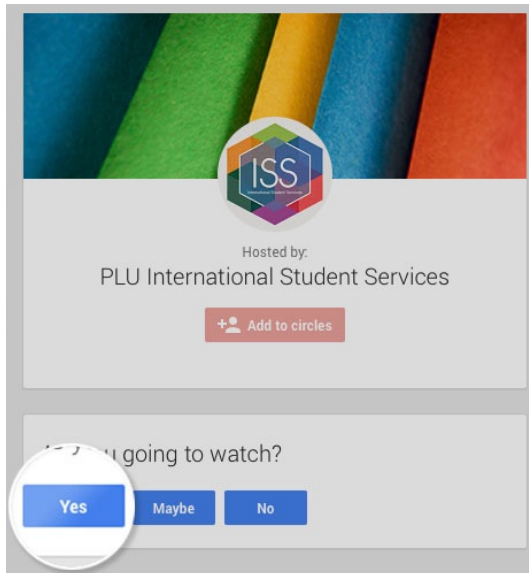 ISS
International Student Services
Hosted by:
PLU International Student Services
Add to circles
you going to watch?
Yes
Maybe
No